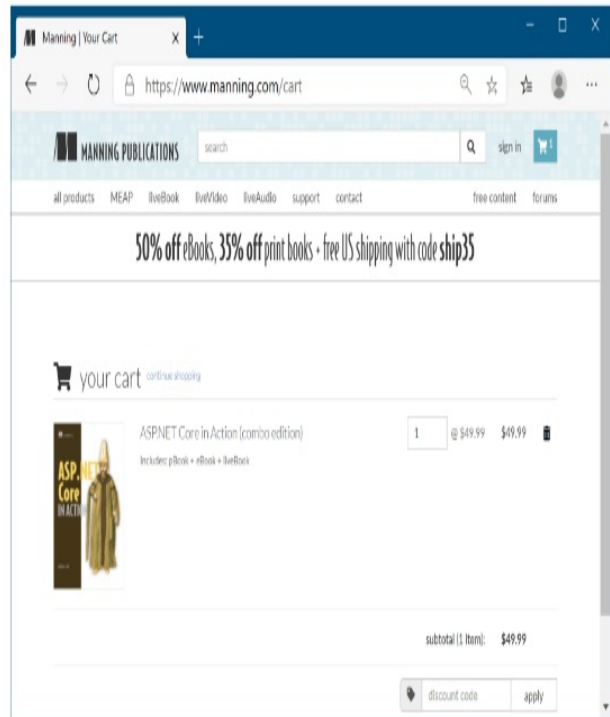 Manning | Your Cart
https://www.manning.com/cart
MANNING PUBLICATIONS
search
sign in
1
all products MEAP liveBook liveVideo liveAudio support contact free content forums
50% off eBooks, 35% off print books + free US shipping with code ship35
your cart continue shopping
ASP.NET Core in Action (combo edition)
1 @ $49.99 $49.99
Includes: pBook + eBook + liveBook
ASP.NET
Core
IN ACTION
subtotal (1 item): $49.99
discount code apply